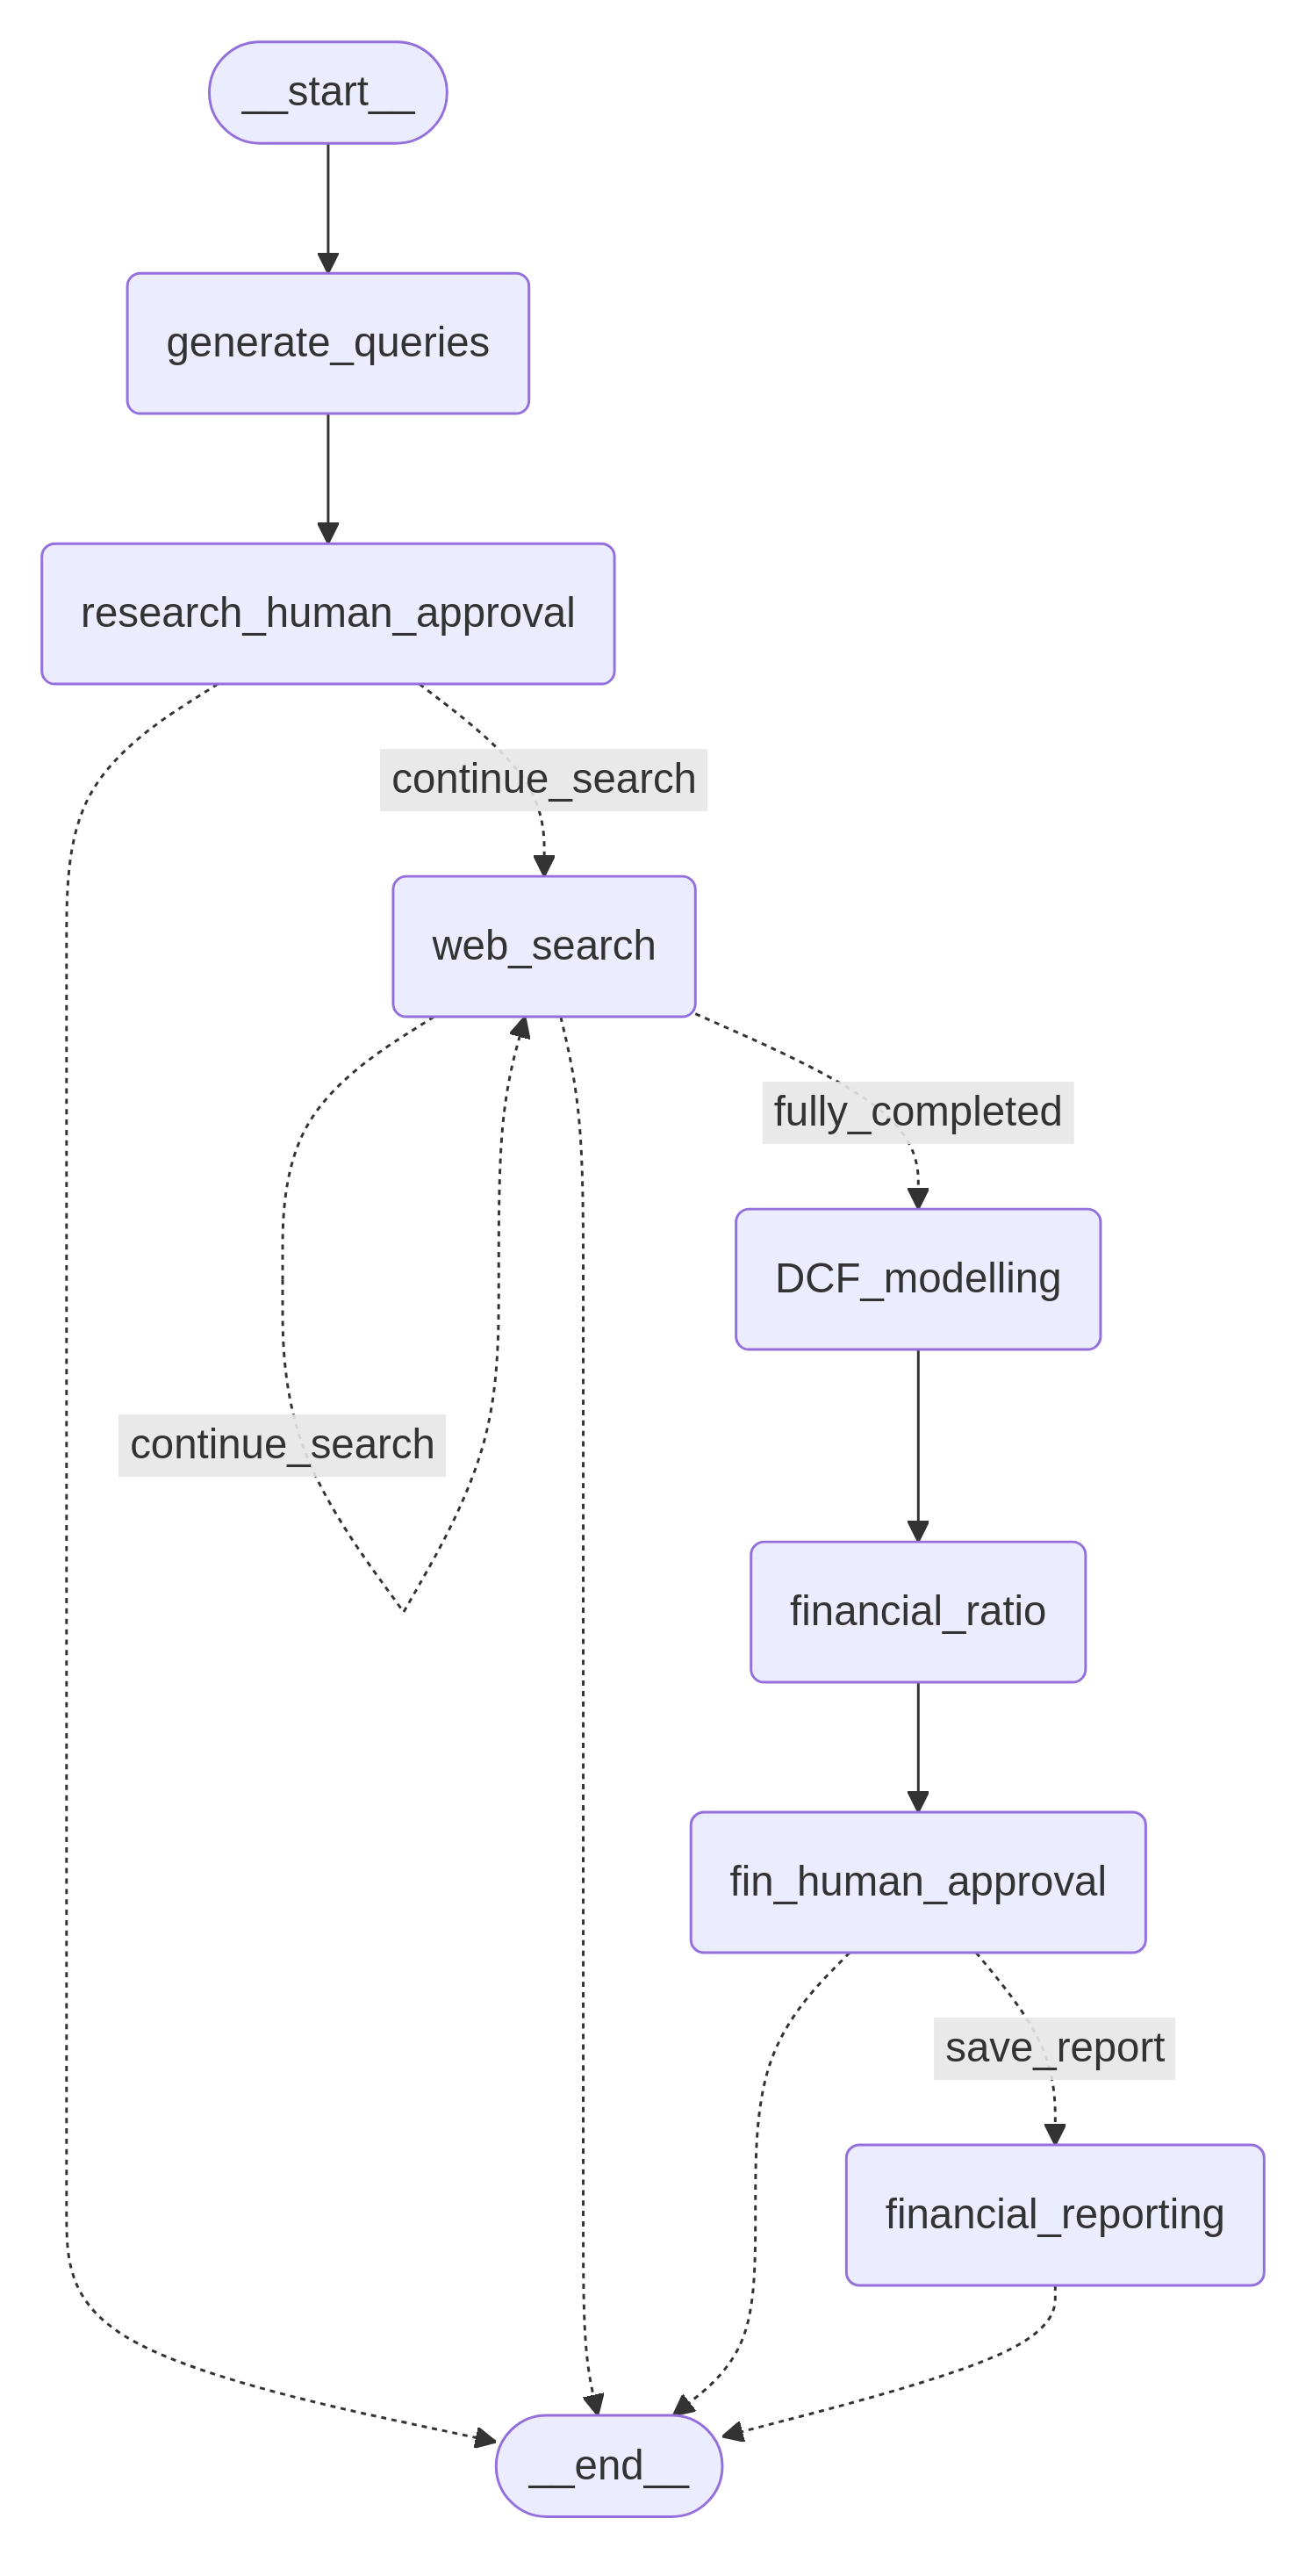 __start__
generate_queries
research_human_approval
continue_search
web_search
fully_completed
DCF_modelling
continue_search
financial_ratio
fin_human_approval
save_report
financial_reporting
__end__